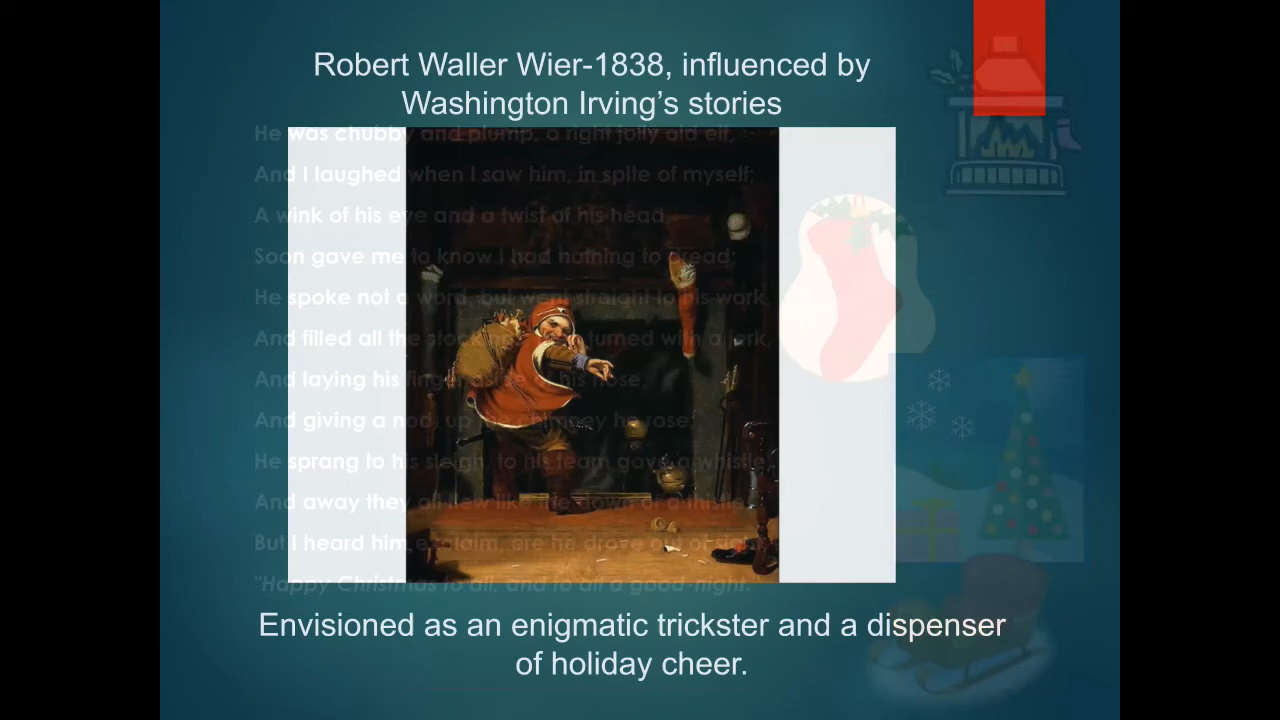 Robert Waller Wier-1838, influenced by
Washington Irving's stories
He was chubby and plump, a right jolly old elf,
And I laughed when I saw him, in spite of myself;
A wink of his eye and a twist of his head
Soon gave me to know I had nothing to dread;
He spoke not a word, but went straight to his work,
And filled all the turned with a jerk,
And laying his finger aside of his nose,
And giving a nod, up the chimney he rose;
He sprang to his sleigh, to his team gave a whistle,
And away they all flew like the down of a thistle.
But I heard him exclaim, ere he drove out of sight
"Happy Christmas to all, and to all a good-night."
Envisioned as an enigmatic trickster and a dispenser
of holiday cheer.